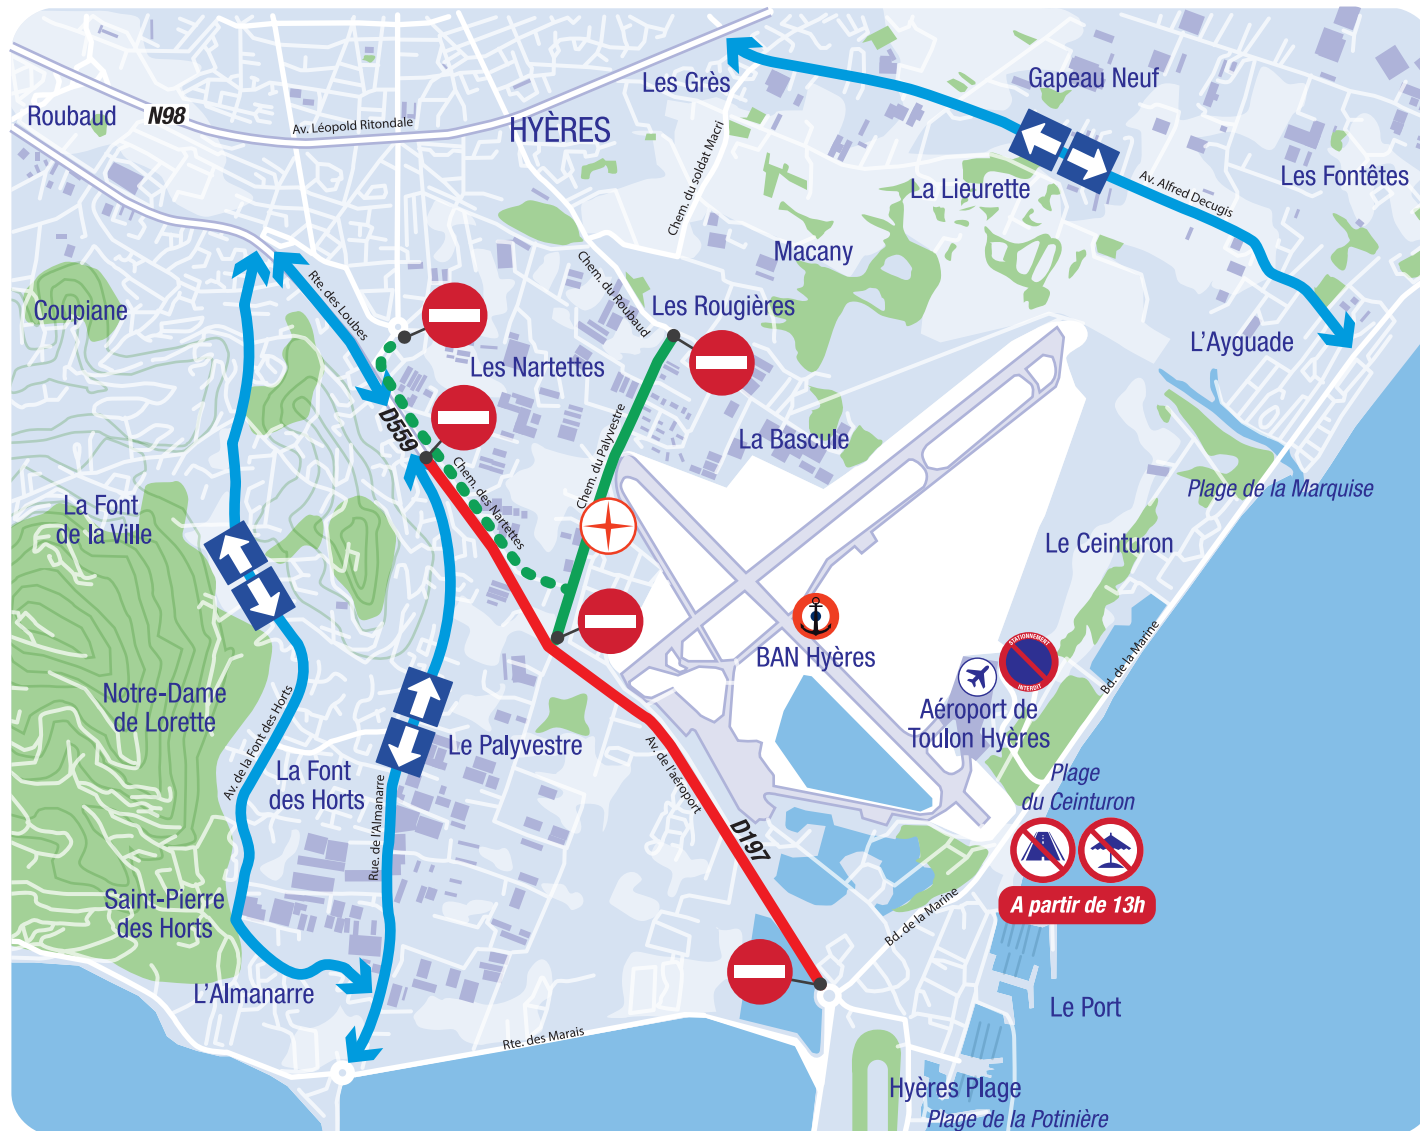 Roubaud
N98
Av. Léopold Ritondale
HYÈRES
Les Grès
Gapeau Neuf
Chem. du soldat Macri
La Lieurette
Av. Alfred Decugis
Les Fontêtes
Macany
Coupiane
Rte. des Loubes
Chem. du Roubaud
Les Rougières
Les Nartettes
L'Ayguade
D559
Chem. du Palyvestre
La Bascule
Chem. des Nartettes
La Font
de la Ville
Plage de la Marquise
Le Ceinturon
BAN Hyères
STATIONNEMENT
INTERDIT
Bd. de la Marine
Notre-Dame
de Lorette
Av. de la Font des Horts
La Font
des Horts
Rue. de l'Almanarre
Le Palyvestre
Av. de l'aéroport
Aéroport de
Toulon Hyères
Plage
du Ceinturon
D197
A partir de 13h
Saint-Pierre
des Horts
Bd. de la Marine
L'Almanarre
Rte. des Marais
Le Port
Hyères Plage
Plage de la Potinière